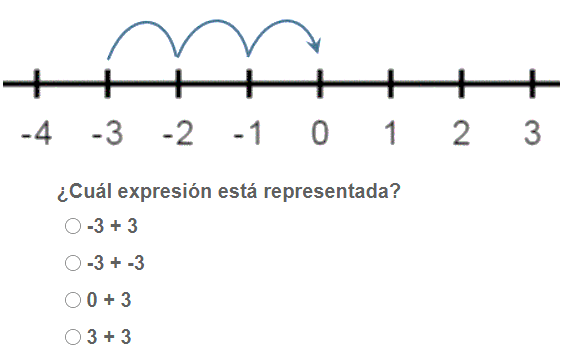 -4 -3 -2 -1 0 1 2 3
¿Cuál expresión está representada?
-3 + 3
-3 + -3
0 + 3
3 + 3